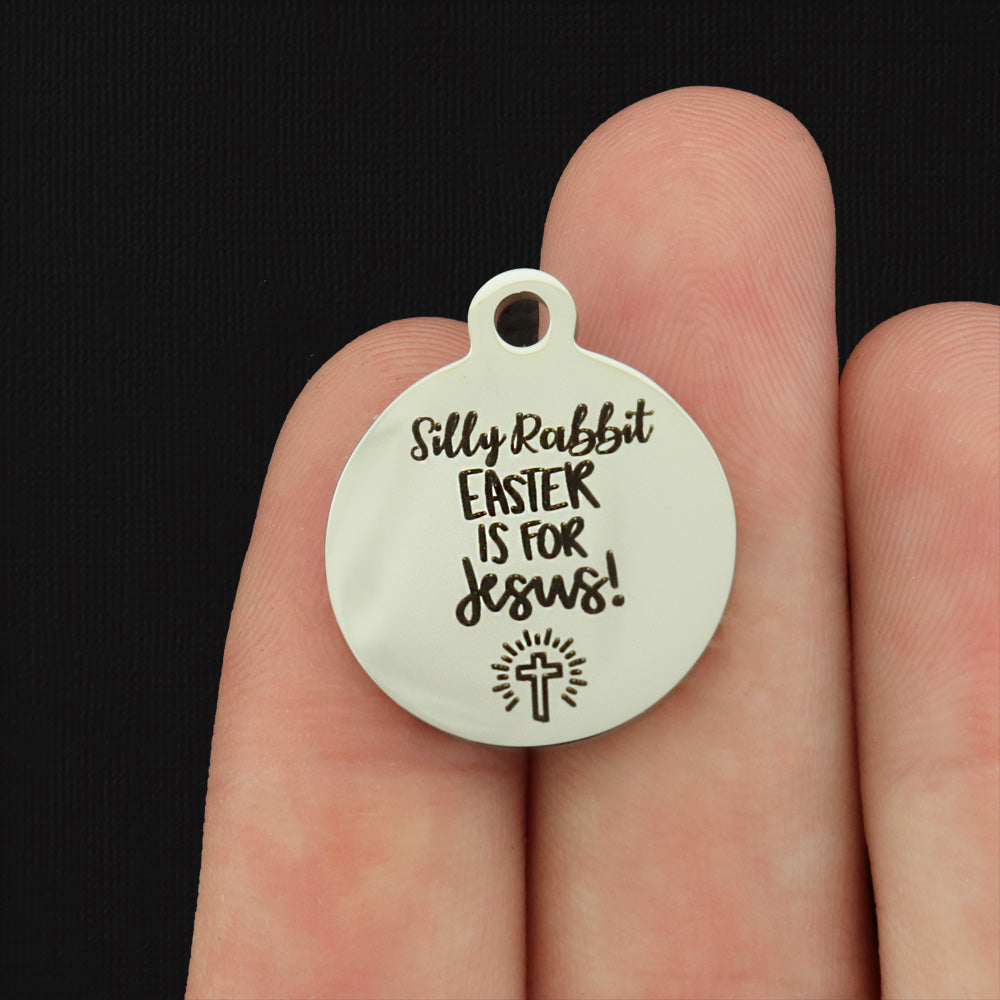 Silly Rabbit
EASTER
IS FOR
Jesus!